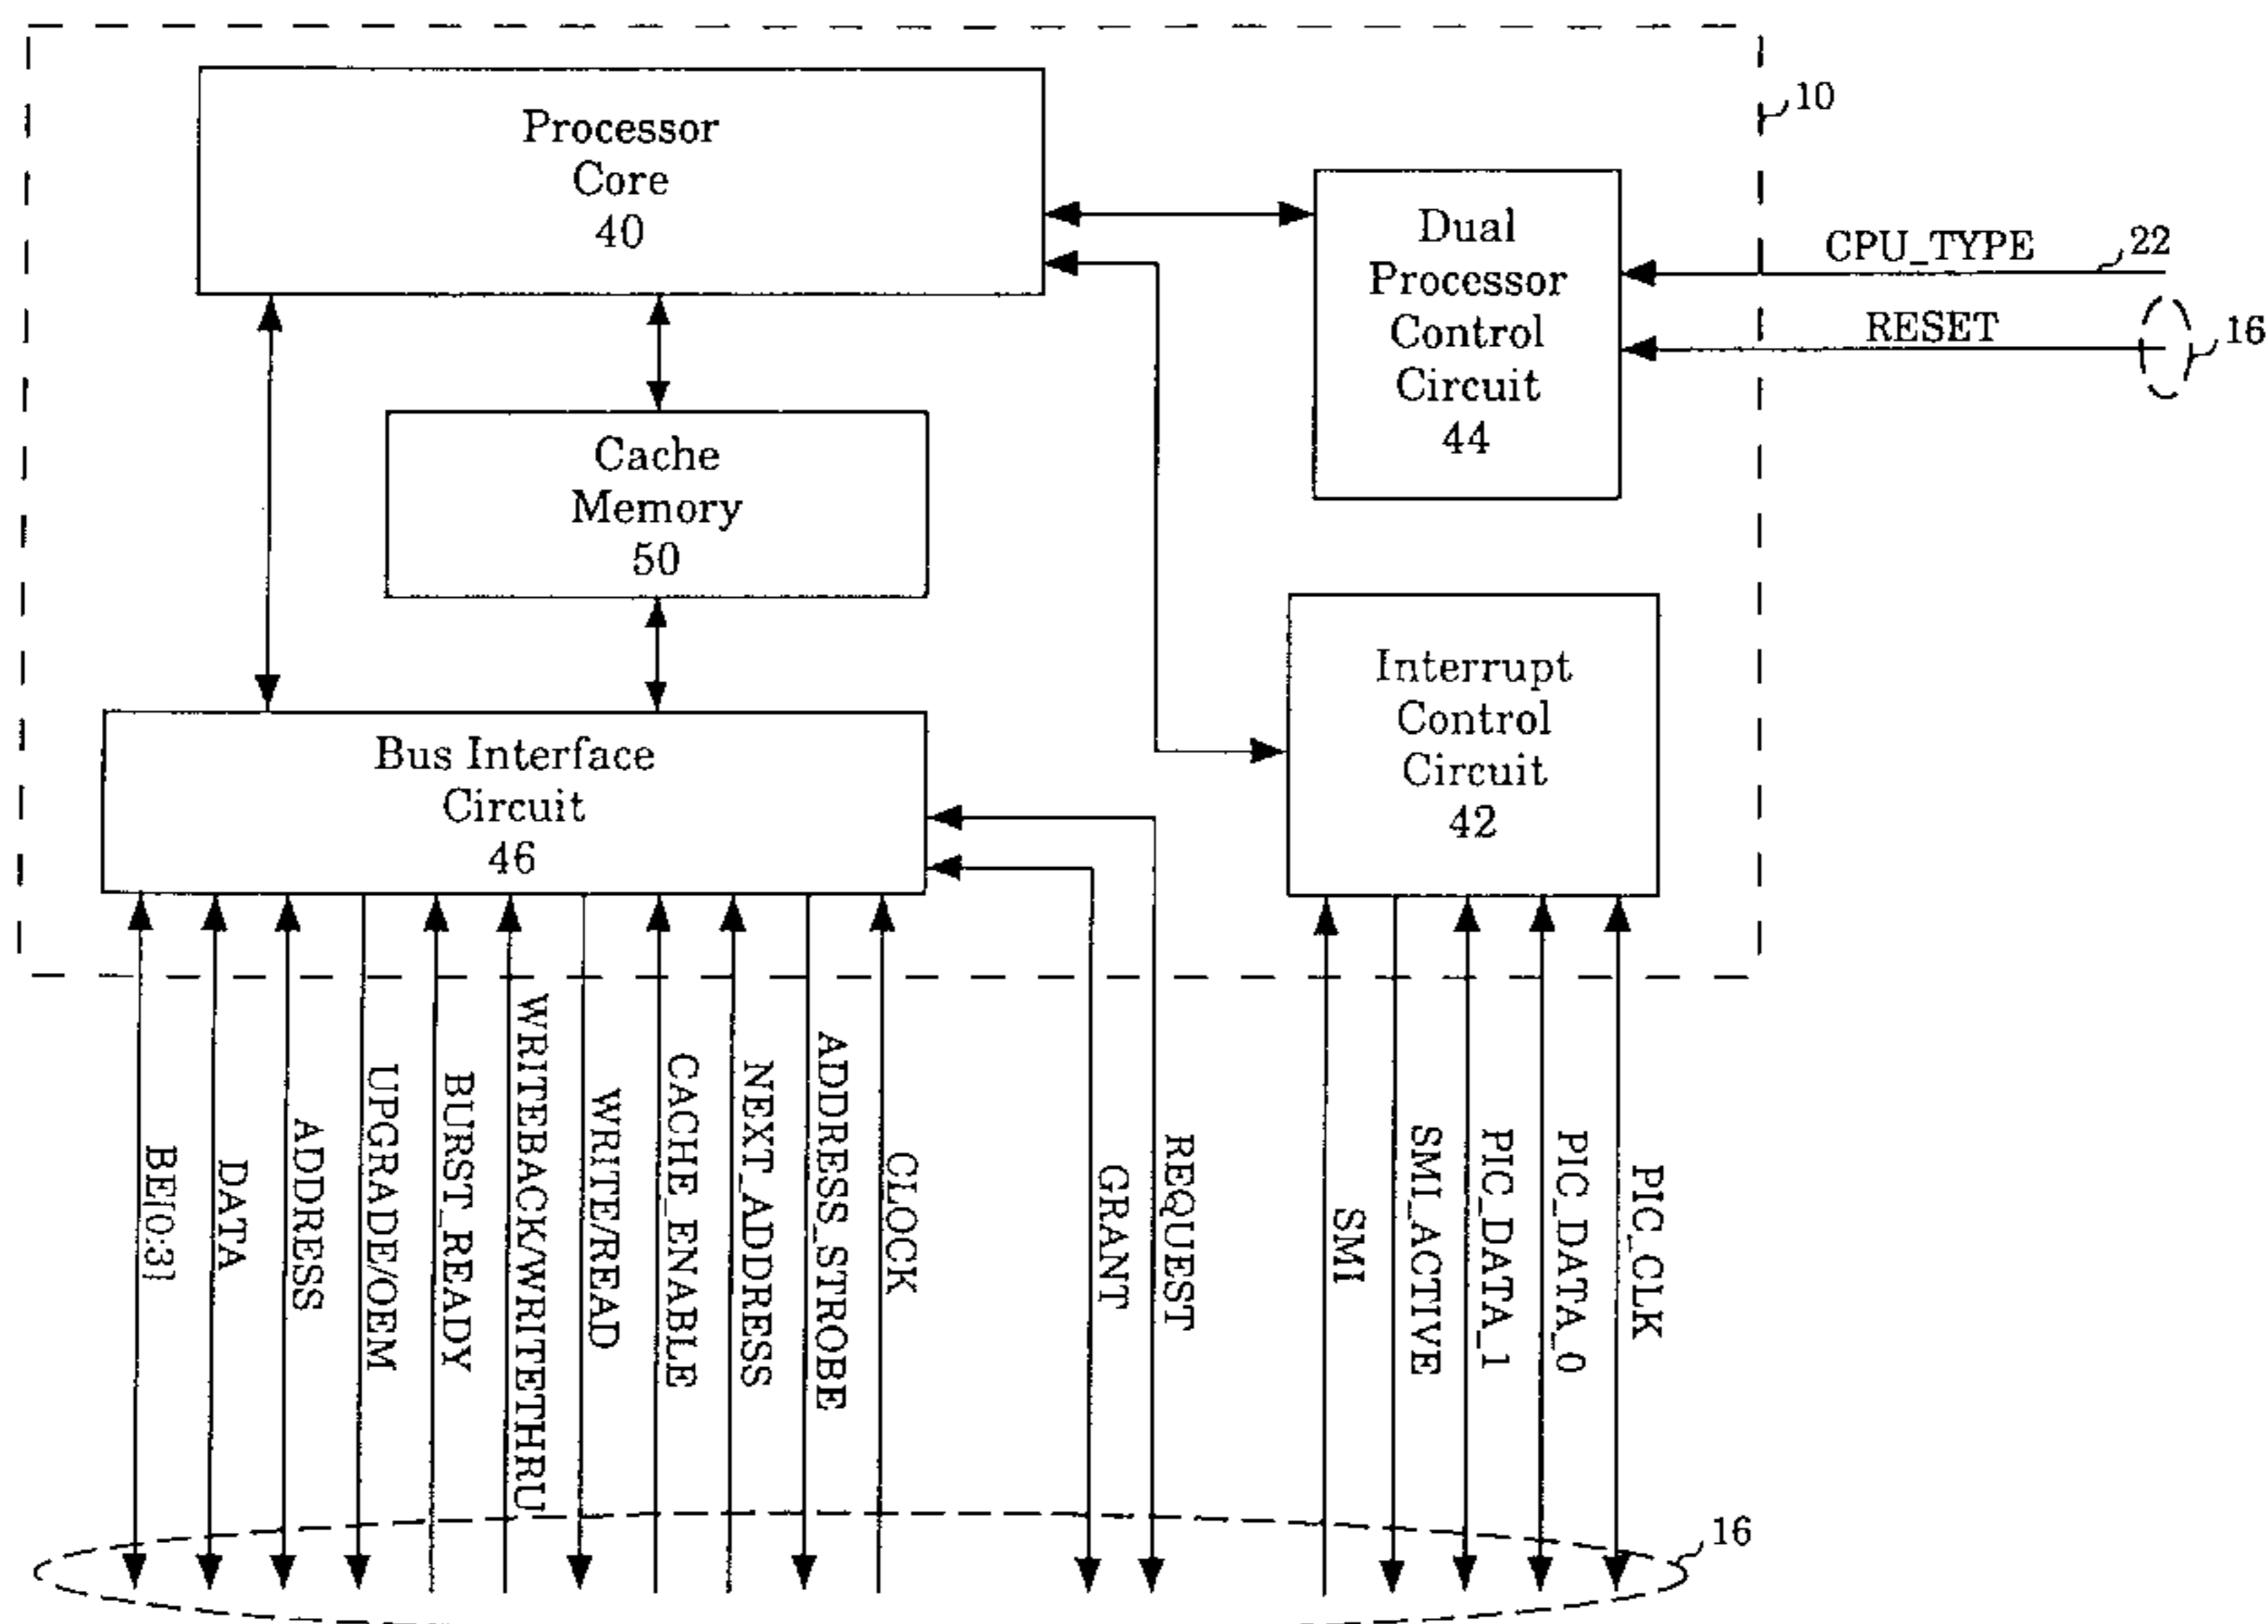 10
Processor
Core
40
Dual
Processor
Control
Circuit
44
CPU_TYPE
22
RESET
16
Cache
Memory
50
Interrupt
Control
Circuit
42
Bus Interface
Circuit
46
BE[0:3]
DATA
ADDRESS
UPGRADE/OEM
BURST_READY
WRITEBACK/WRITETHRU
WRITE/READ
CACHE_ENABLE
NEXT_ADDRESS
ADDRESS_STROBE
CLOCK
GRANT
REQUEST
SMI
SMI_ACTIVE
PIC_DATA_1
PIC_DATA_0
PIC_CLK
16